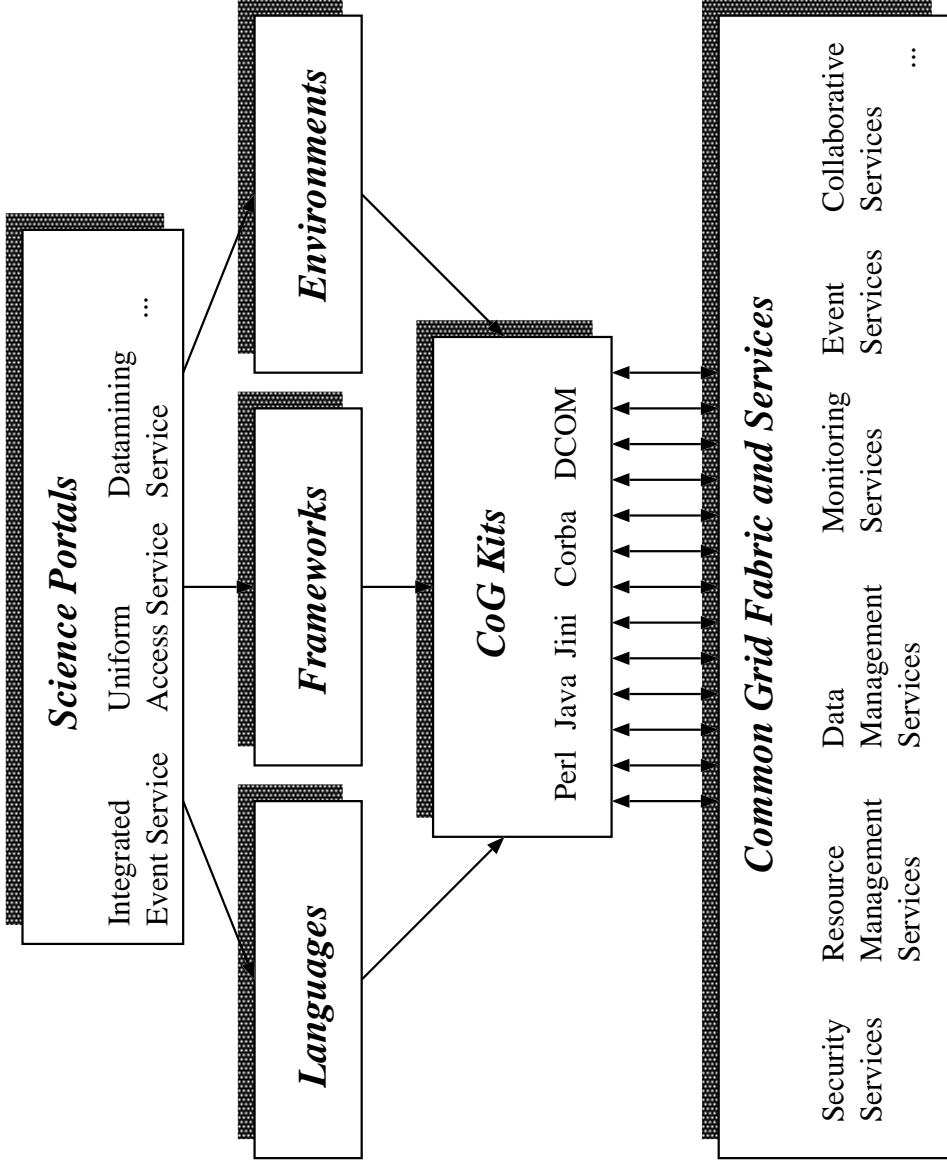 Science Portals
Integrated Uniform Datamining ...
Event Service Access Service Service
Languages Frameworks Environments
CoG Kits
Perl Java Jini Corba DCOM
Common Grid Fabric and Services
Security Resource Data Monitoring Event Collaborative
Services Management Management Services Services Services
Services Services ...